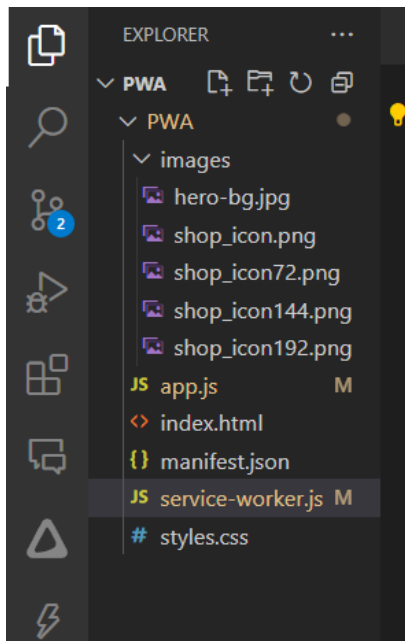 EXPLORER ...
PWA
PWA
images
hero-bg.jpg
shop_icon.png
2
shop_icon72.png
shop_icon144.png
shop_icon192.png
JS app.js M
<> index.html
{} manifest.json
JS service-worker.js M
# styles.css